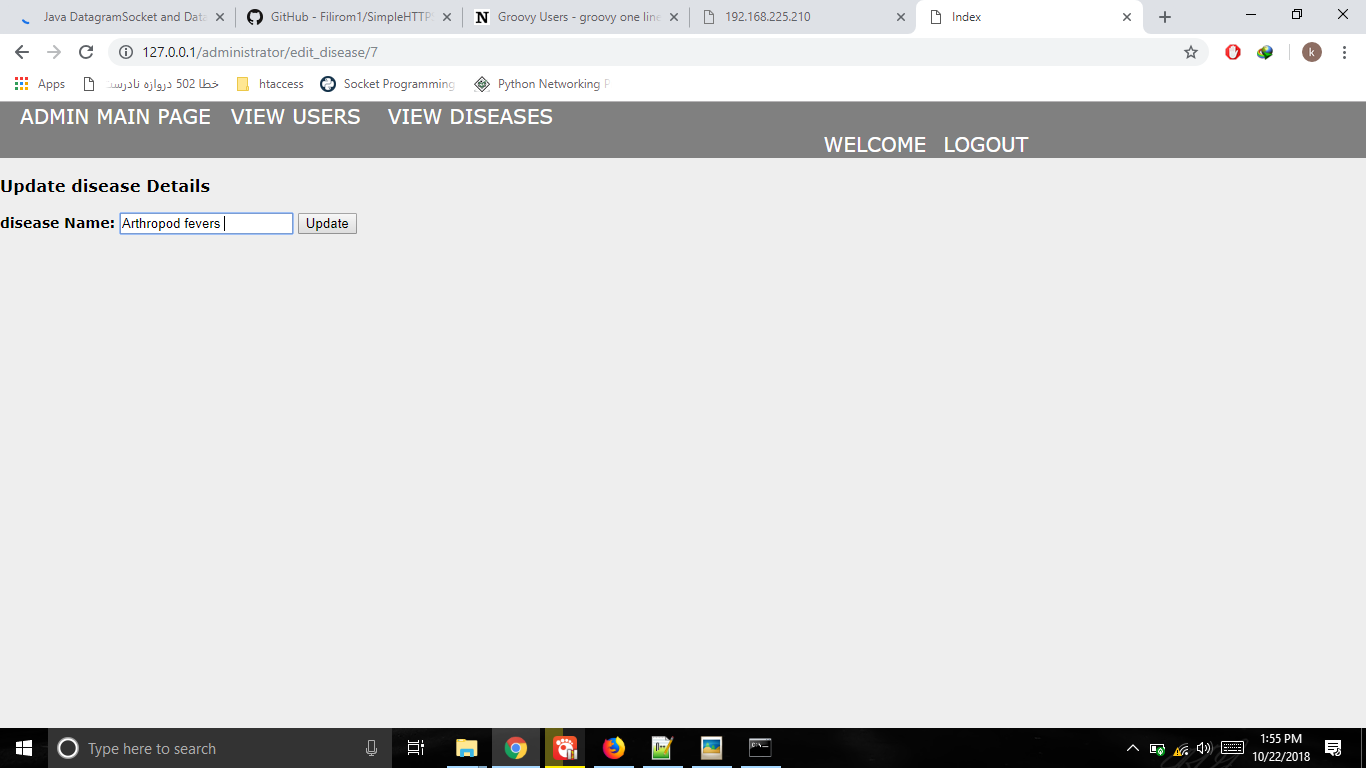 Java DatagramSocket and Data
GitHub - Filirom1/SimpleHTTPS
Groovy Users - groovy one line
192.168.225.210
Index
127.0.0.1/administrator/edit_disease/7
k
Apps
خطا 502 دروازه نادرست
htaccess
Socket Programming
Python Networking P
ADMIN MAIN PAGE VIEW USERS VIEW DISEASES
WELCOME LOGOUT
Update disease Details
disease Name: Arthropod fevers Update
Type here to search
1:55 PM
10/22/2018